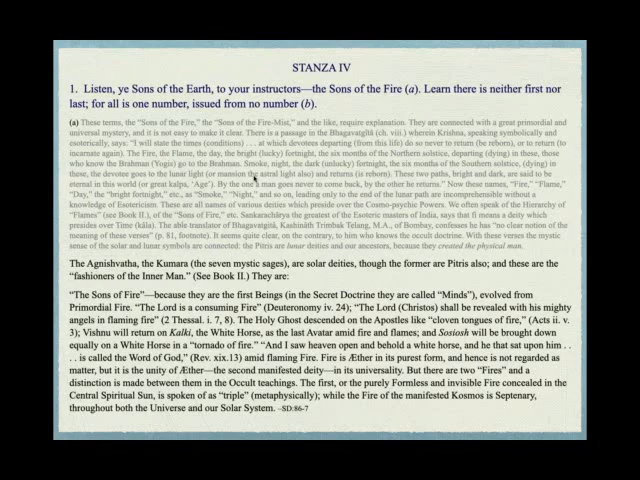 STANZA IV
1.  Listen, ye Sons of the Earth, to your instructors—the Sons of the Fire (a). Learn there is neither first nor
last; for all is one number, issued from no number (b).
(a) These terms, the "Sons of the Fire," the "Sons of the Fire-Mist," and the like, require explanation. They are connected with a great primordial and
universal mystery, and it is not easy to make it clear. There is a passage in the Bhagavatgîtâ (ch. viii.) wherein Krishna, speaking symbolically and
esoterically, says: "I will state the times (conditions) . . . at which devotees departing (from this life) do so never to return (be reborn), or to return (to
incarnate again). The Fire, the Flame, the day, the bright (lucky) fortnight, the six months of the Northern solstice, departing (dying) in these, those
who know the Brahman (Yogis) go to the Brahman. Smoke, night, the dark (unlucky) fortnight, the six months of the Southern solstice, (dying) in
these, the devotee goes to the lunar light (or mansion the astral light also) and returns (is reborn). These two paths, bright and dark, are said to be
eternal in this world (or great kalpa, 'Age'). By the one a man goes never to come back, by the other he returns." Now these names, "Fire," "Flame,"
"Day," the "bright fortnight," etc., as "Smoke," "Night," and so on, leading only to the end of the lunar path are incomprehensible without a
knowledge of Esotericism. These are all names of various deities which preside over the Cosmo-psychic Powers. We often speak of the Hierarchy of
"Flames" (see Book II.), of the "Sons of Fire," etc. Sankarachârya the greatest of the Esoteric masters of India, says that fi means a deity which
presides over Time (kâla). The able translator of Bhagavatgitâ, Kashinâth Trimbak Telang, M.A., of Bombay, confesses he has "no clear notion of the
meaning of these verses" (p. 81, footnote). It seems quite clear, on the contrary, to him who knows the occult doctrine. With these verses the mystic
sense of the solar and lunar symbols are connected: the Pitris are lunar deities and our ancestors, because they created the physical man.
The Agnishvatha, the Kumara (the seven mystic sages), are solar deities, though the former are Pitris also; and these are the
"fashioners of the Inner Man." (See Book II.) They are:
"The Sons of Fire"—because they are the first Beings (in the Secret Doctrine they are called "Minds"), evolved from
Primordial Fire. "The Lord is a consuming Fire" (Deuteronomy iv. 24); "The Lord (Christos) shall be revealed with his mighty
angels in flaming fire" (2 Thessal. i. 7, 8). The Holy Ghost descended on the Apostles like "cloven tongues of fire," (Acts ii. v.
3); Vishnu will return on Kalki, the White Horse, as the last Avatar amid fire and flames; and Sosiosh will be brought down
equally on a White Horse in a "tornado of fire." "And I saw heaven open and behold a white horse, and he that sat upon him . .
. . is called the Word of God," (Rev. xix.13) amid flaming Fire. Fire is Æther in its purest form, and hence is not regarded as
matter, but it is the unity of Æther—the second manifested deity—in its universality. But there are two "Fires" and a
distinction is made between them in the Occult teachings. The first, or the purely Formless and invisible Fire concealed in the
Central Spiritual Sun, is spoken of as "triple" (metaphysically); while the Fire of the manifested Kosmos is Septenary,
throughout both the Universe and our Solar System. –SD:86-7